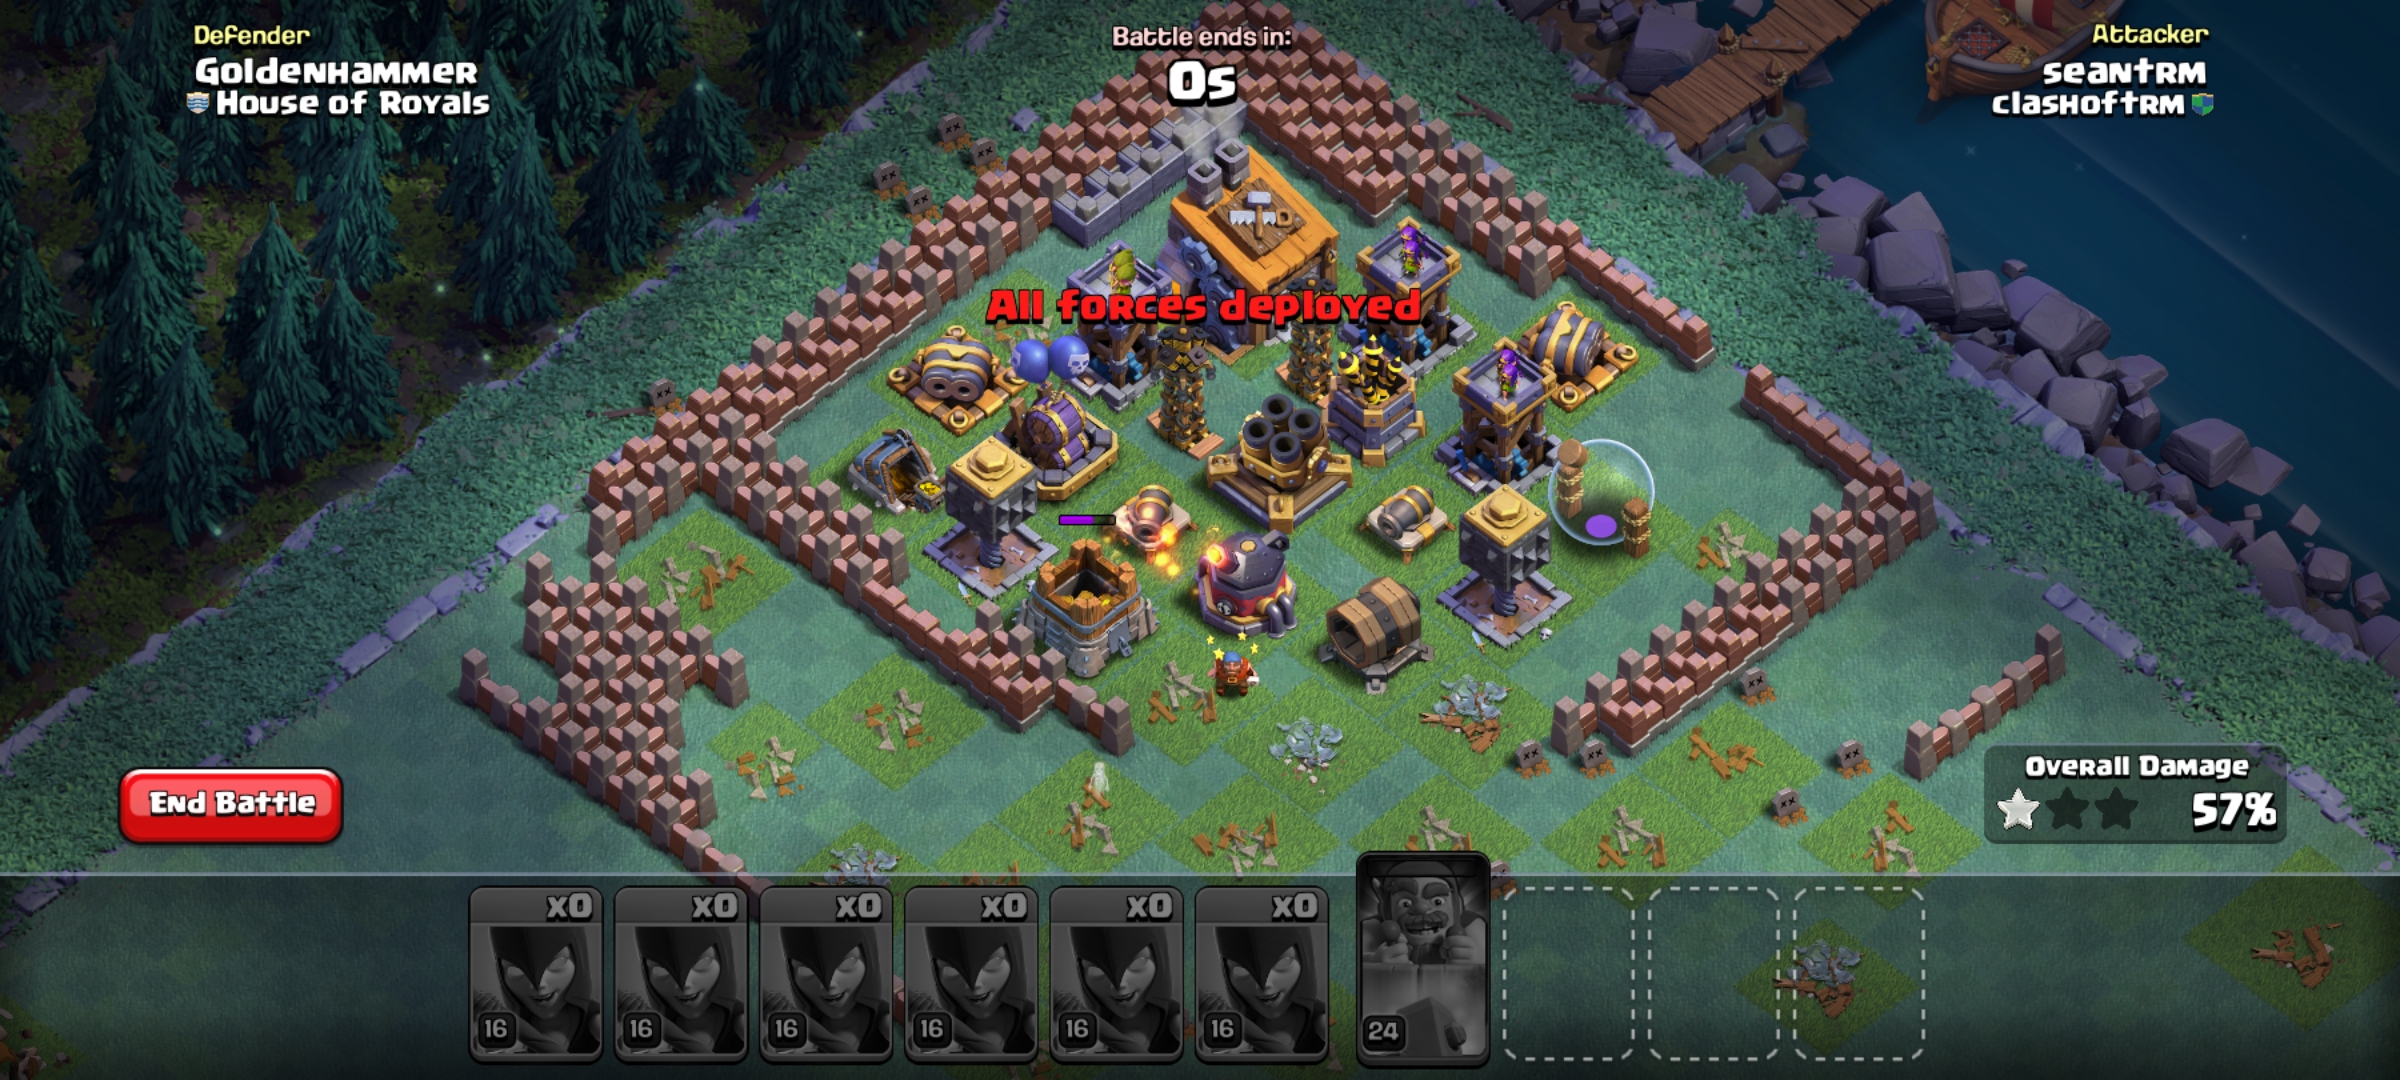 Defender
Goldenhammer
House of Royals
Battle ends in:
0s
Attacker
seantRM
clashoftRM
All forces deployed
End Battle
Overall Damage
57%
x0
x0
x0
x0
x0
x0
16
16
16
16
16
16
24